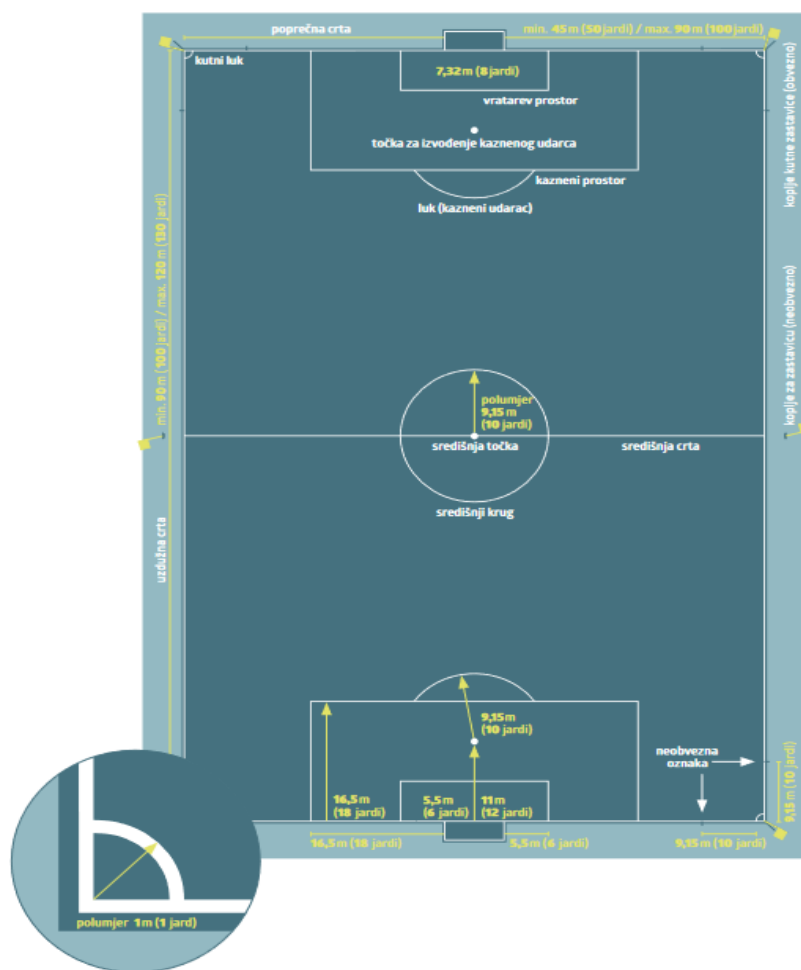 poprečna crta
min. 45 m (50 jardi) / max. 90 m (100 jardi)
kutni luk
7,32 m (8 jardi)
vratarev prostor
točka za izvođenje kaznenog udarca
kazneni prostor
luk (kazneni udarac)
koplje kutne zastavice (obvezno)
min. 90 m (100 jardi) / max. 120 m (130 jardi)
koplje za zastavicu (neobvezno)
polumjer
9,15 m
(10 jardi)
središnja točka
središnja crta
središnji krug
uzdužna crta
9,15 m
(10 jardi)
neobvezna
oznaka
16,5 m
(18 jardi)
5,5 m
(6 jardi)
11 m
(12 jardi)
9,15 m (10 jardi)
16,5 m (18 jardi)
5,5 m (6 jardi)
9,15 m (10 jardi)
polumjer 1 m (1 jard)